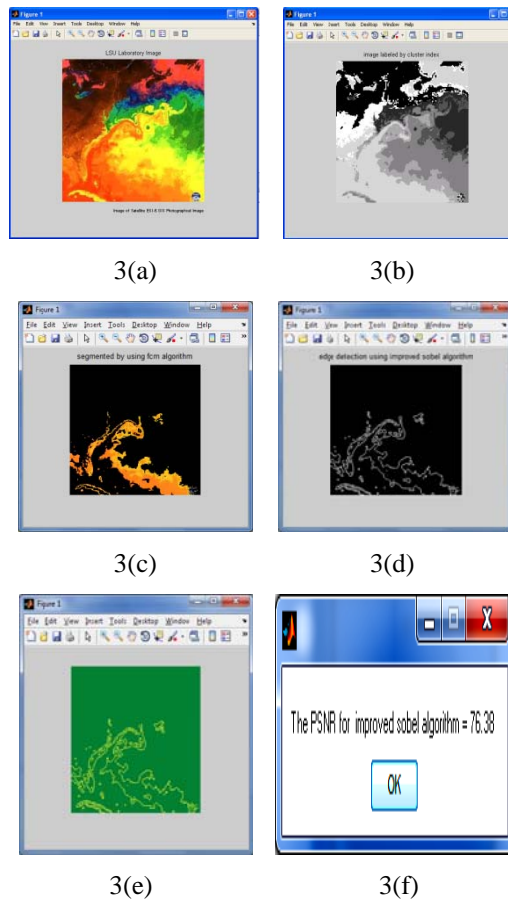 Figure 1
File Edit View Insert Tools Desktop Window Help
LSU Laboratory Image
3(a)
Figure 1
File Edit View Insert Tools Desktop Window Help
image labeled by cluster index
3(b)
Figure 1
File Edit View Insert Tools Desktop Window Help
segmented by using fcm algorithm
3(c)
Figure 1
File Edit View Insert Tools Desktop Window Help
edge detection using improved sobel algorithm
3(d)
Figure 1
File Edit View Insert Tools Desktop Window Help
3(e)
The PSNR for improved sobel algorithm = 76.38
OK
3(f)